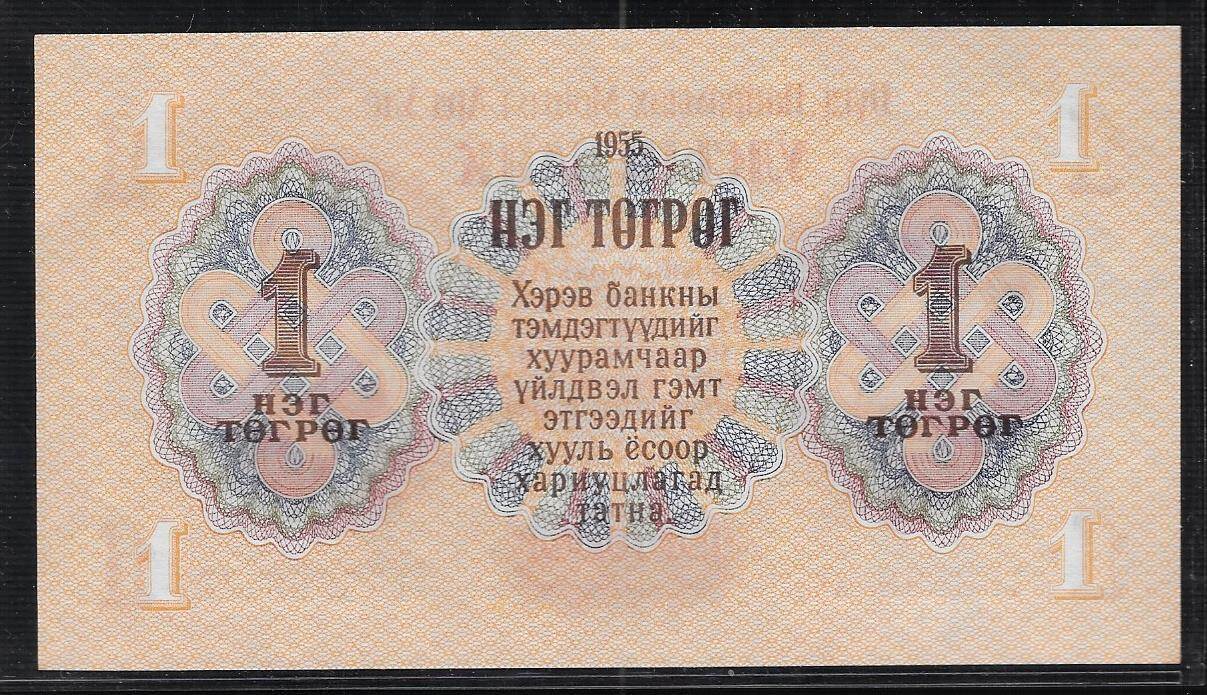 1 1
1955
НЭГ ТӨГРӨГ
Хэрэв банкны
тэмдэгтүүдийг
хуурамчаар
үйлдвэл гэмт
этгээдийг
хууль ёсоор
хариуцлагад
татна.
1
НЭГ
ТӨГРӨГ
1
НЭГ
ТӨГРӨГ
1 1